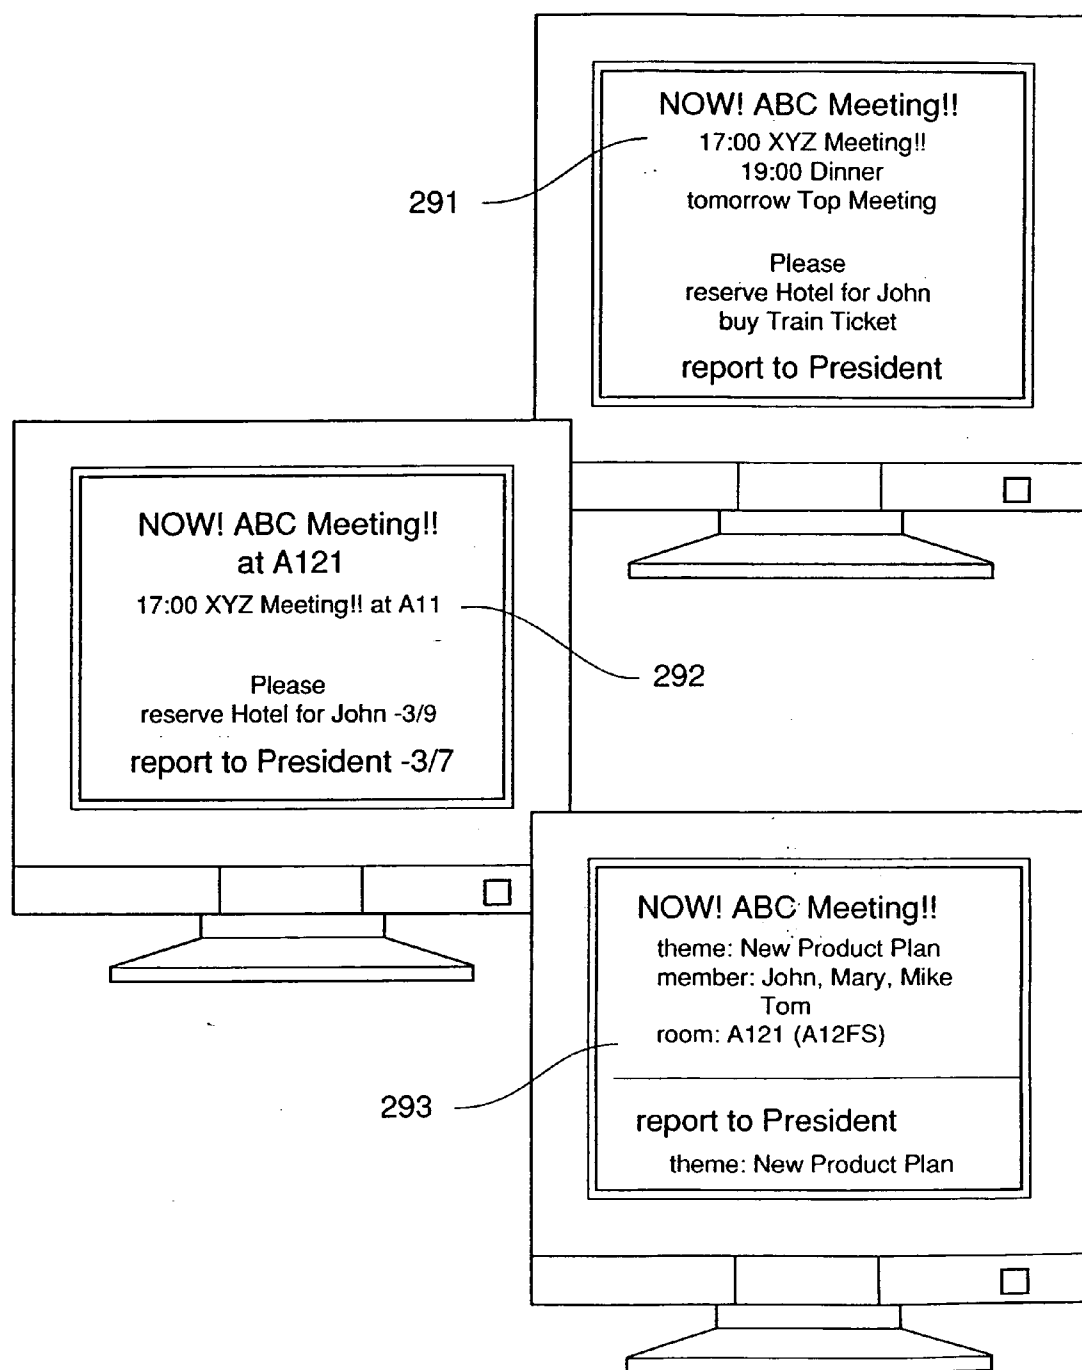 NOW! ABC Meeting!!
17:00 XYZ Meeting!!
19:00 Dinner
tomorrow Top Meeting
Please
reserve Hotel for John
buy Train Ticket
report to President
291
NOW! ABC Meeting!!
at A121
17:00 XYZ Meeting!! at A11
Please
reserve Hotel for John -3/9
report to President -3/7
292
NOW! ABC Meeting!!
theme: New Product Plan
member: John, Mary, Mike
Tom
room: A121 (A12FS)
report to President
theme: New Product Plan
293